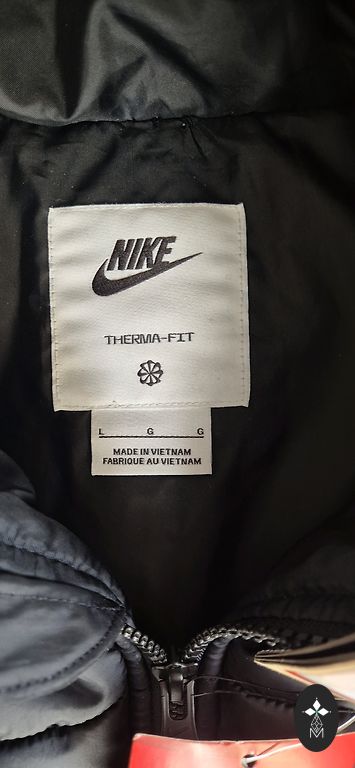 NIKE
THERMA-FIT
L G G
MADE IN VIETNAM
FABRIQUE AU VIETNAM